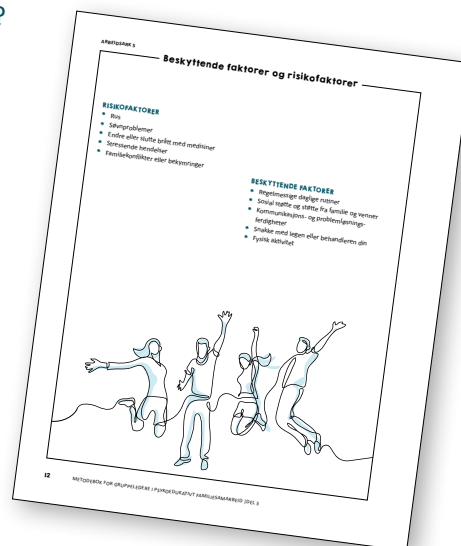 ?
ARBEIDSARK 5
Beskyttende faktorer og risikofaktorer
RISIKOFAKTORER
• Rus
• Søvnproblemer
• Endre eller slutte brått med medisiner
• Stressende hendelser
• Familiekonflikter eller bekymringer
BESKYTTENDE FAKTORER
• Regelmessige daglige rutiner
• Sosial støtte og støtte fra familie og venner
• Kommunikasjons- og problemløsnings-
ferdigheter
• Snakke med legen eller behandleren din
• Fysisk aktivitet
12 METODEBOK FOR GRUPPELEDERE I PSYKOEDUKATIVT FAMILIESAMARBEID |DEL 3